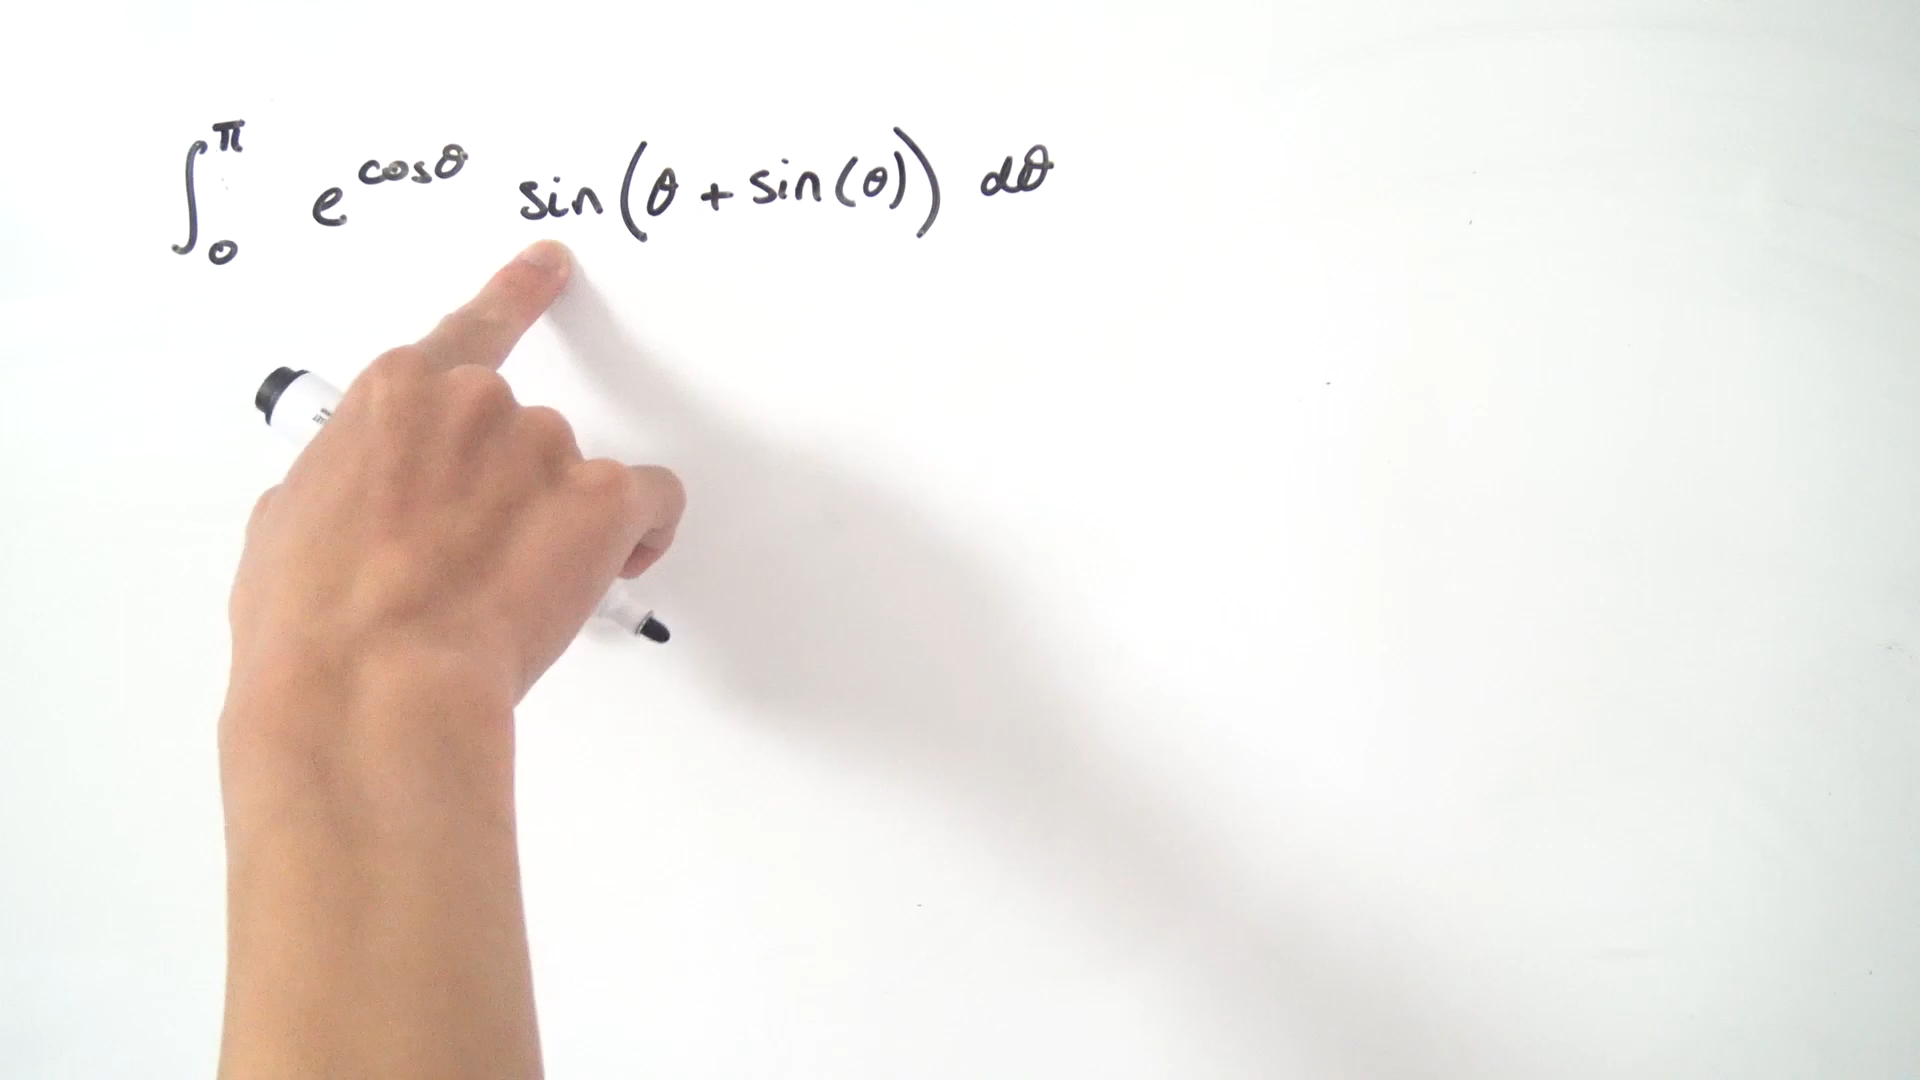 ∫₀^π e^{cosθ} sin(θ + sin(θ)) dθ